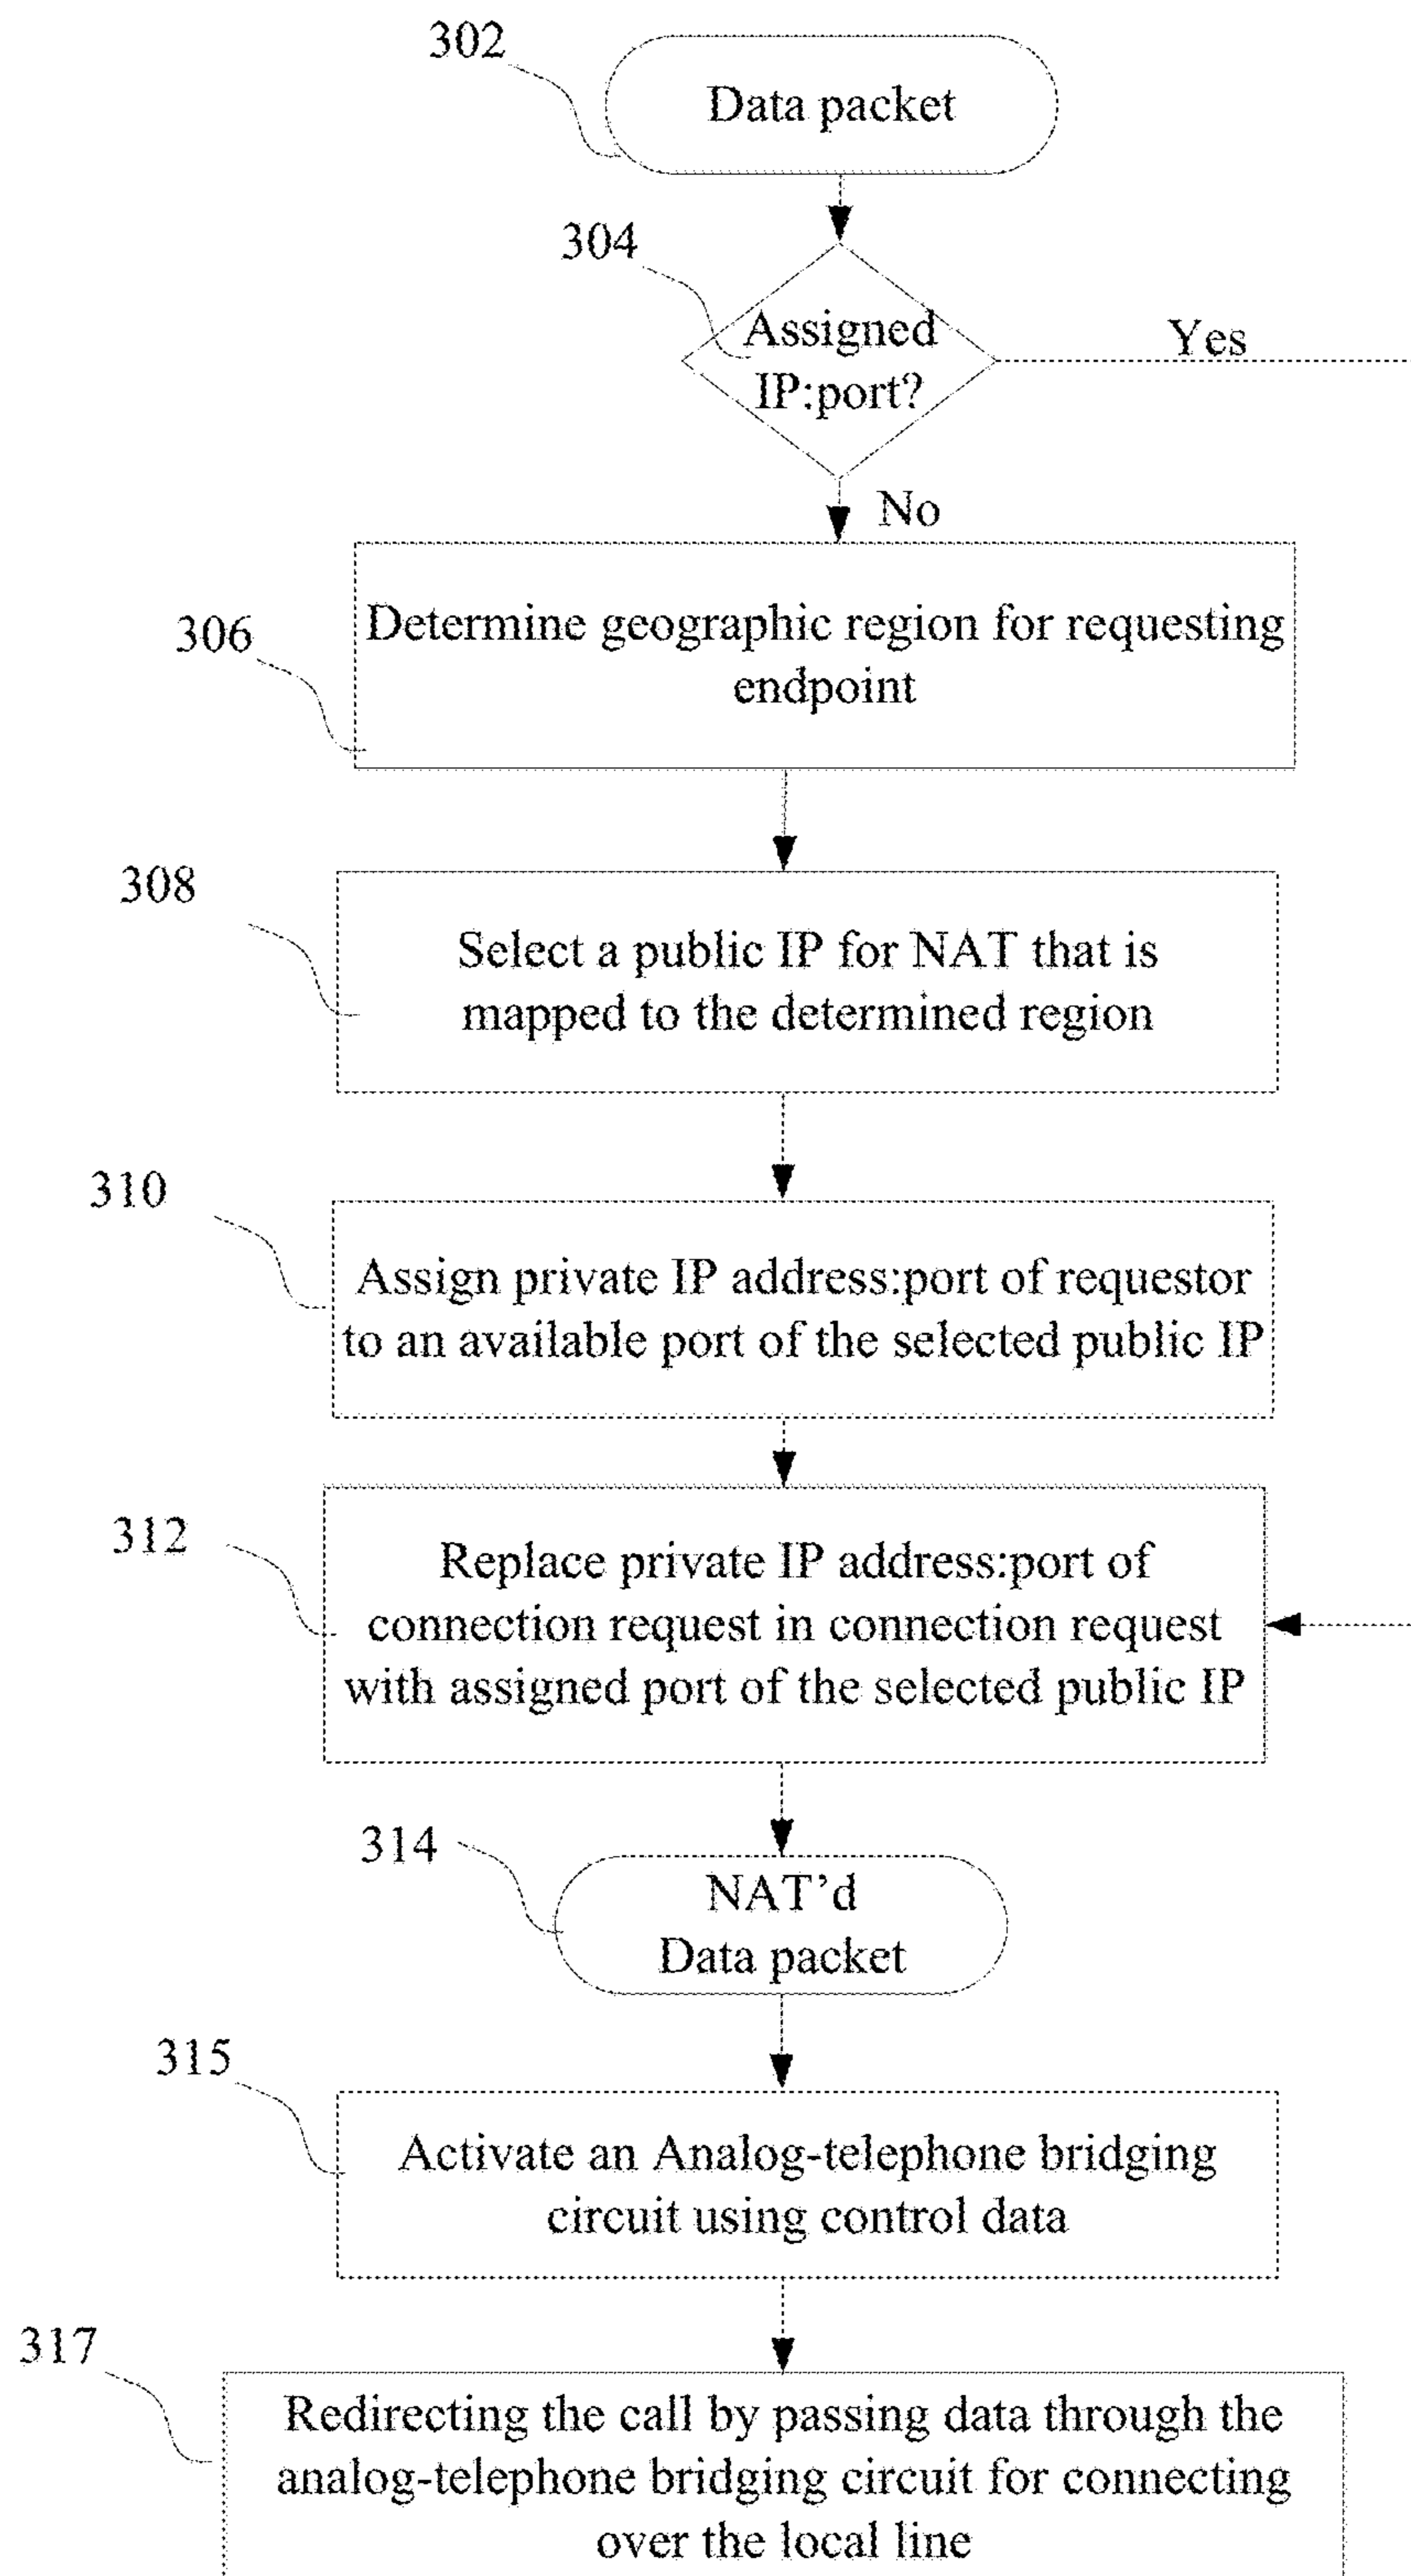 302
Data packet
304
Assigned
IP:port?
Yes
No
306
Determine geographic region for requesting
endpoint
308
Select a public IP for NAT that is
mapped to the determined region
310
Assign private IP address:port of requestor
to an available port of the selected public IP
312
Replace private IP address:port of
connection request in connection request
with assigned port of the selected public IP
314
NAT’d
Data packet
315
Activate an Analog-telephone bridging
circuit using control data
317
Redirecting the call by passing data through the
analog-telephone bridging circuit for connecting
over the local line